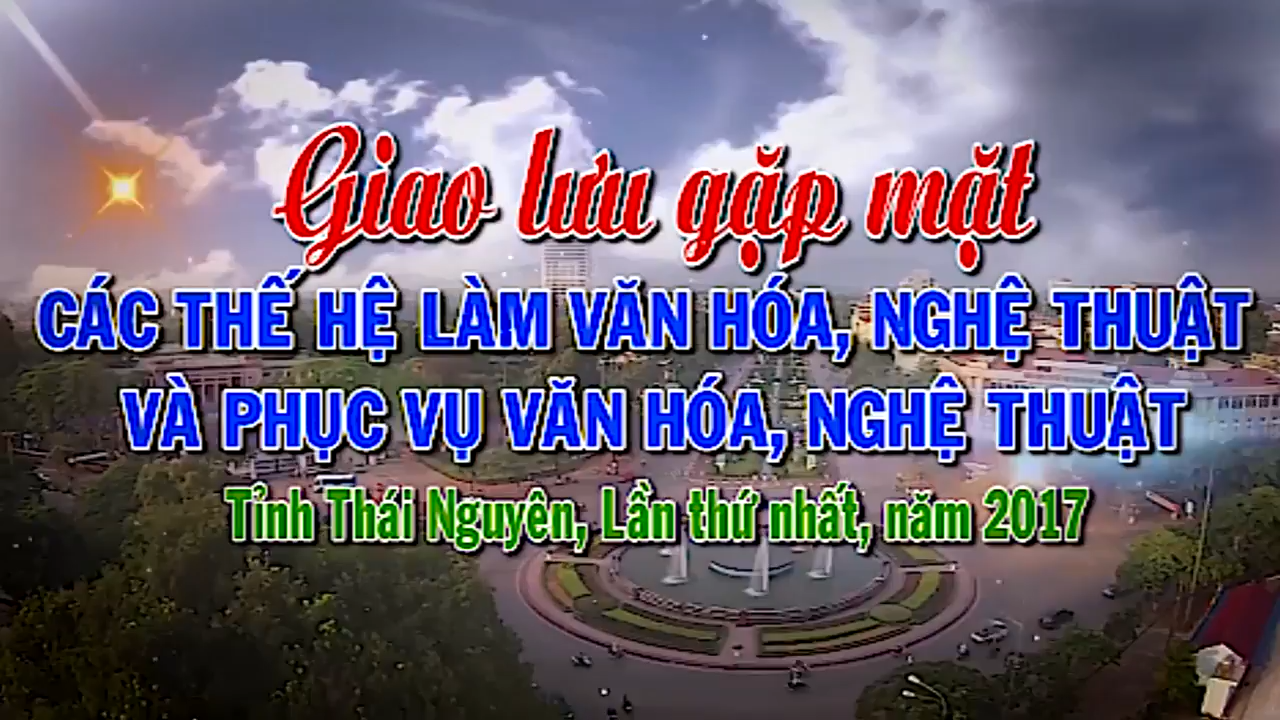 Giao lưu gặp mặt
CÁC THẾ HỆ LÀM VĂN HÓA, NGHỆ THUẬT
VÀ PHỤC VỤ VĂN HÓA, NGHỆ THUẬT
Tỉnh Thái Nguyên, Lần thứ nhất, năm 2017